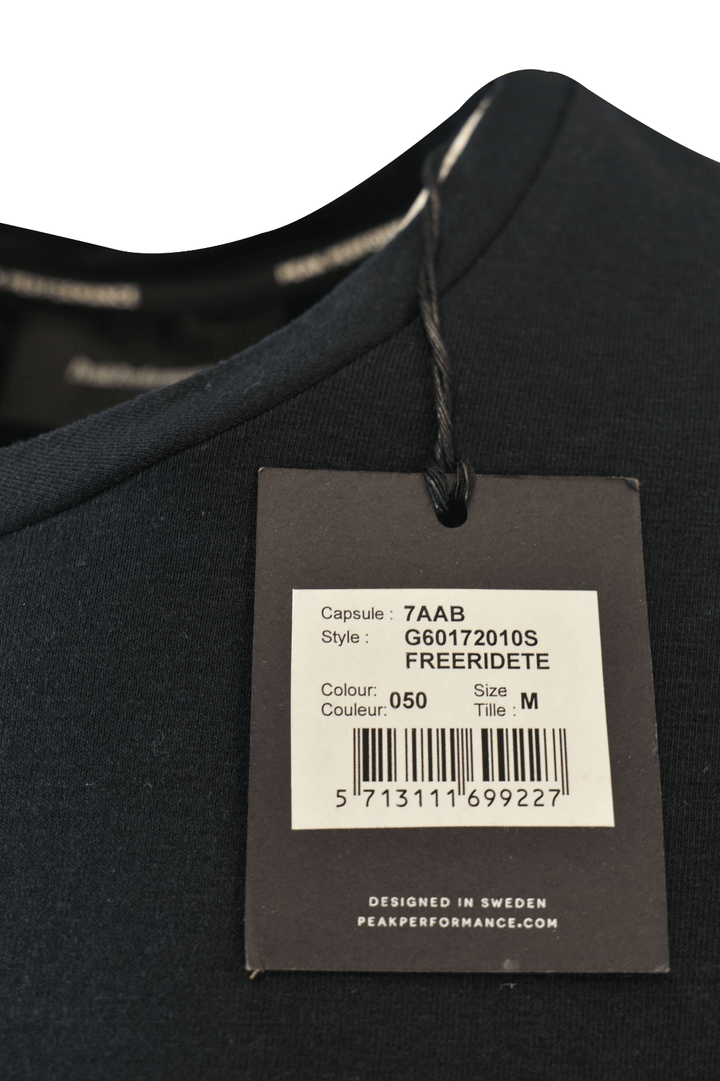 Capsule : 7AAB
Style : G60172010S
FREERIDETE
Colour: 050 Size M
Couleur: Tille :
5 713111 699227
DESIGNED IN SWEDEN
PEAKPERFORMANCE.COM